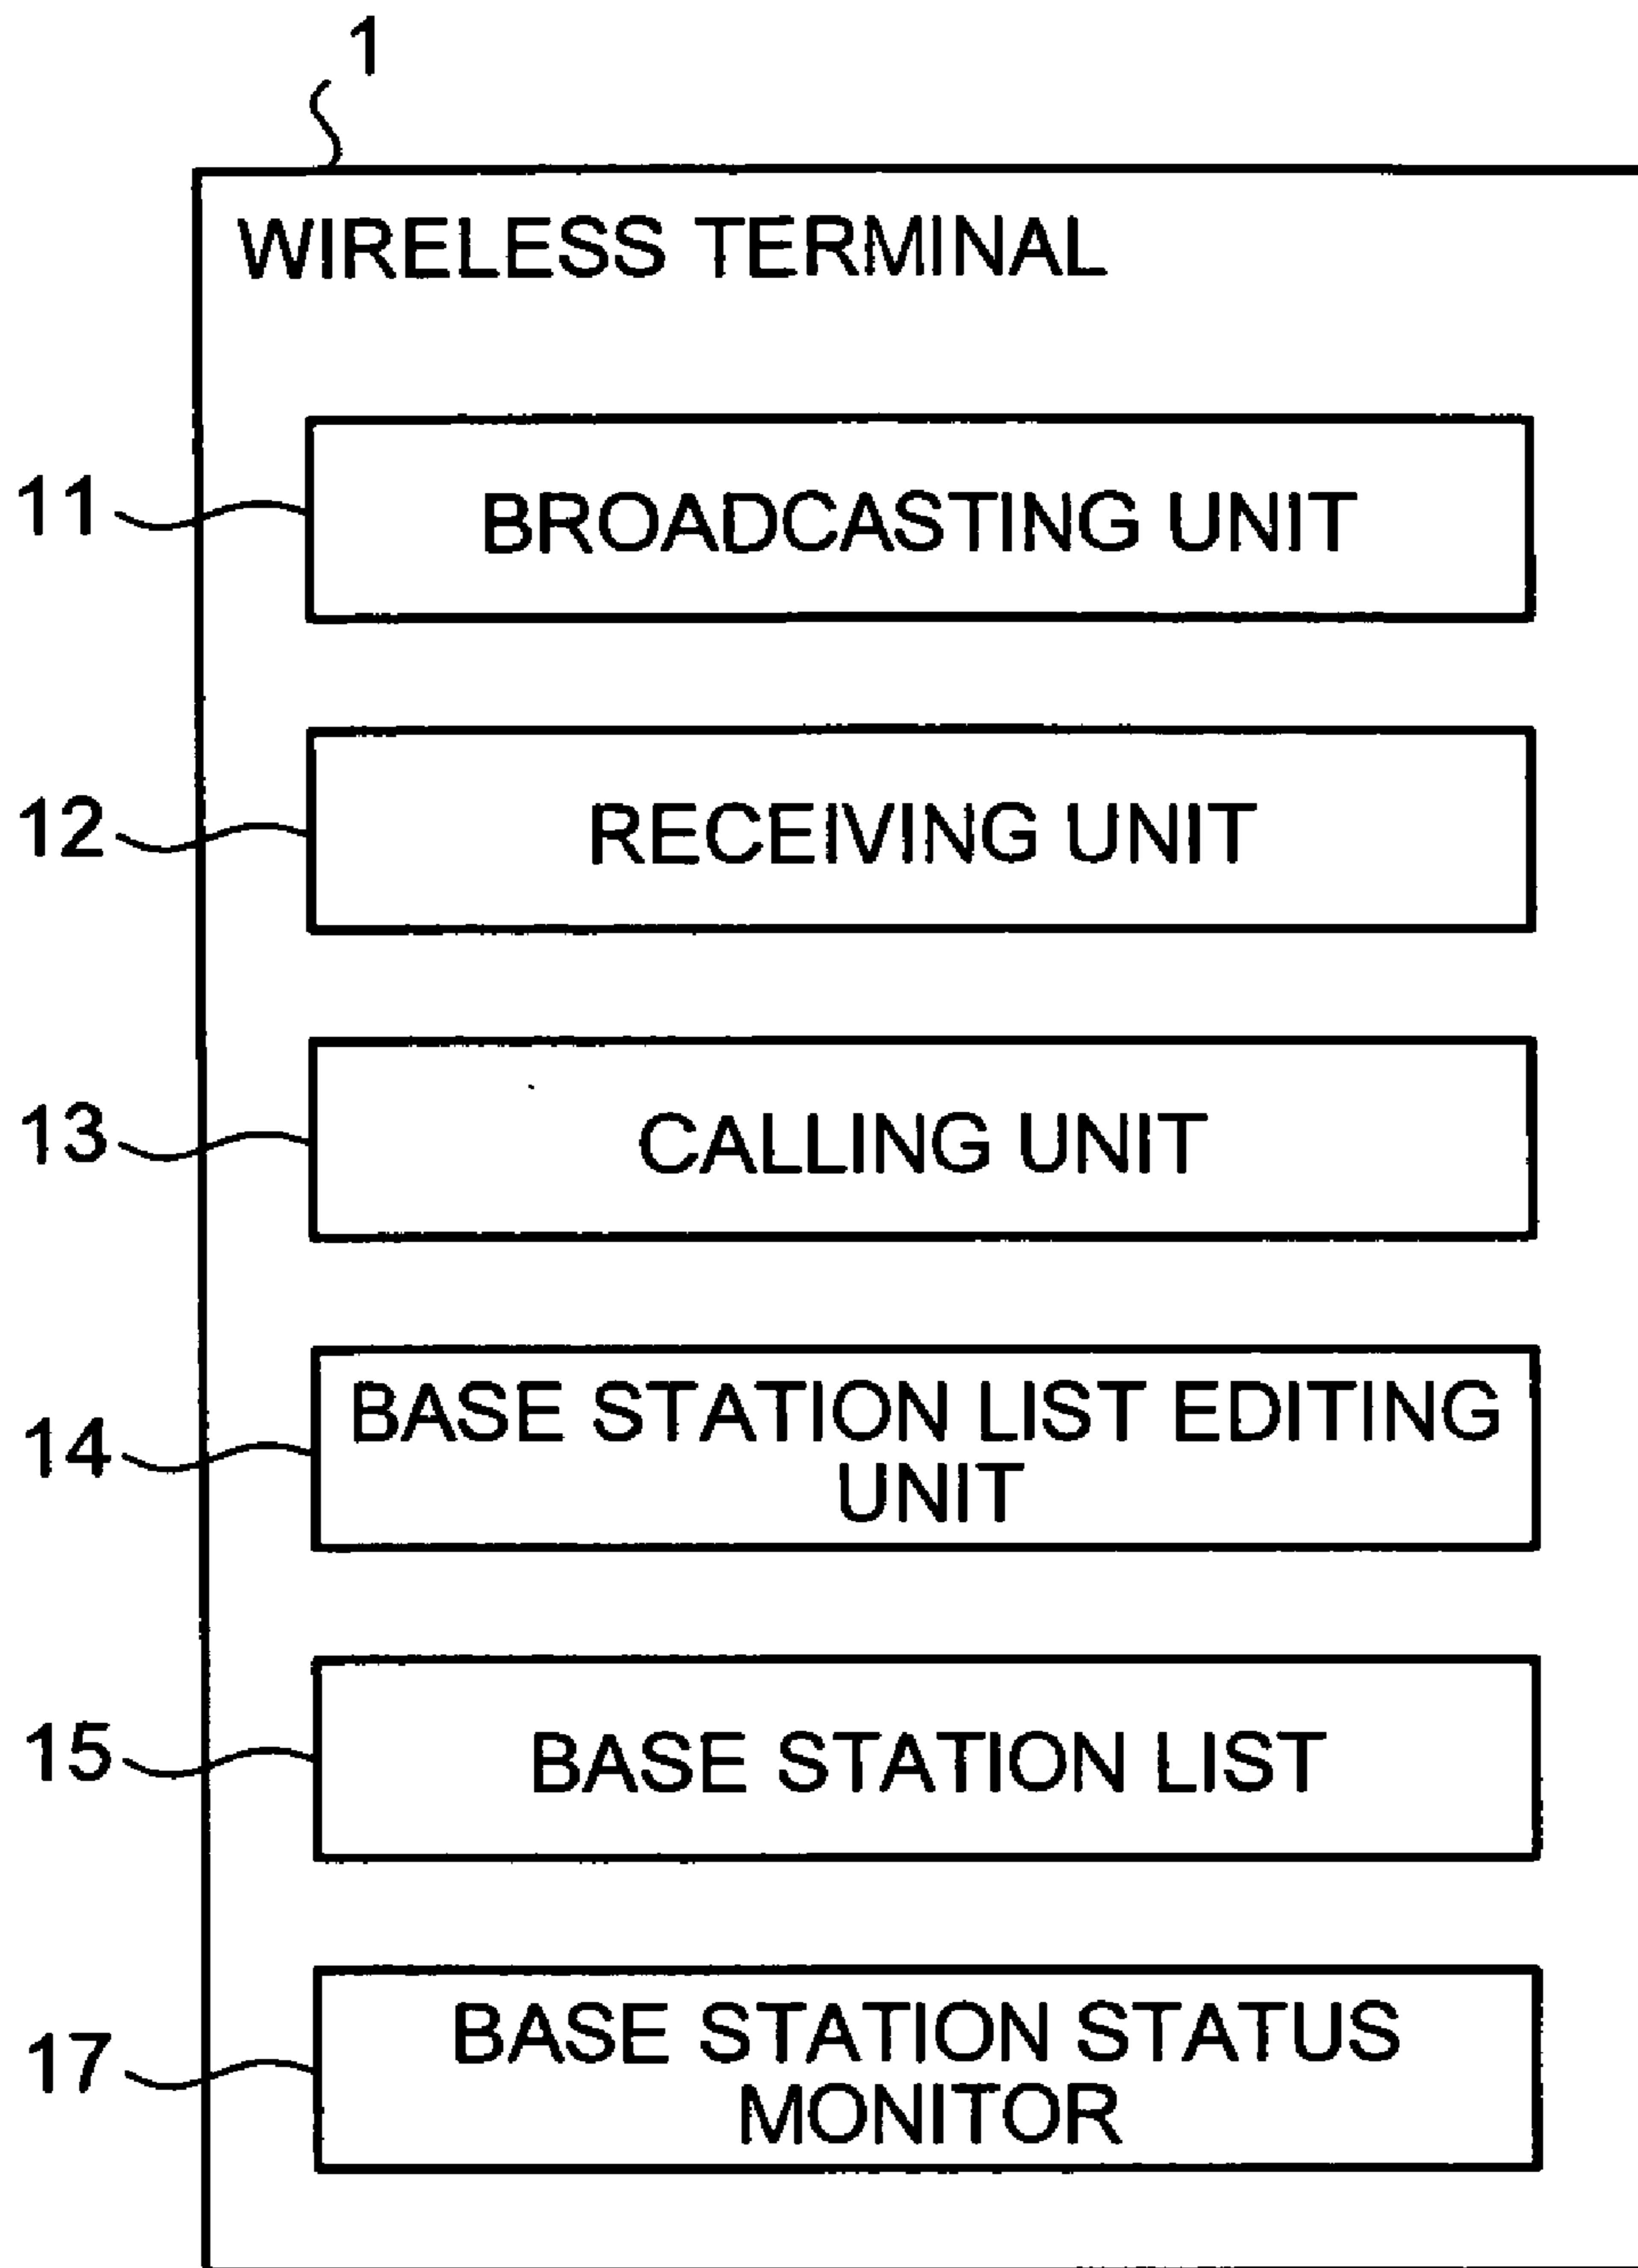 1
WIRELESS TERMINAL
11
BROADCASTING UNIT
12
RECEIVING UNIT
13
CALLING UNIT
14
BASE STATION LIST EDITING
UNIT
15
BASE STATION LIST
17
BASE STATION STATUS
MONITOR